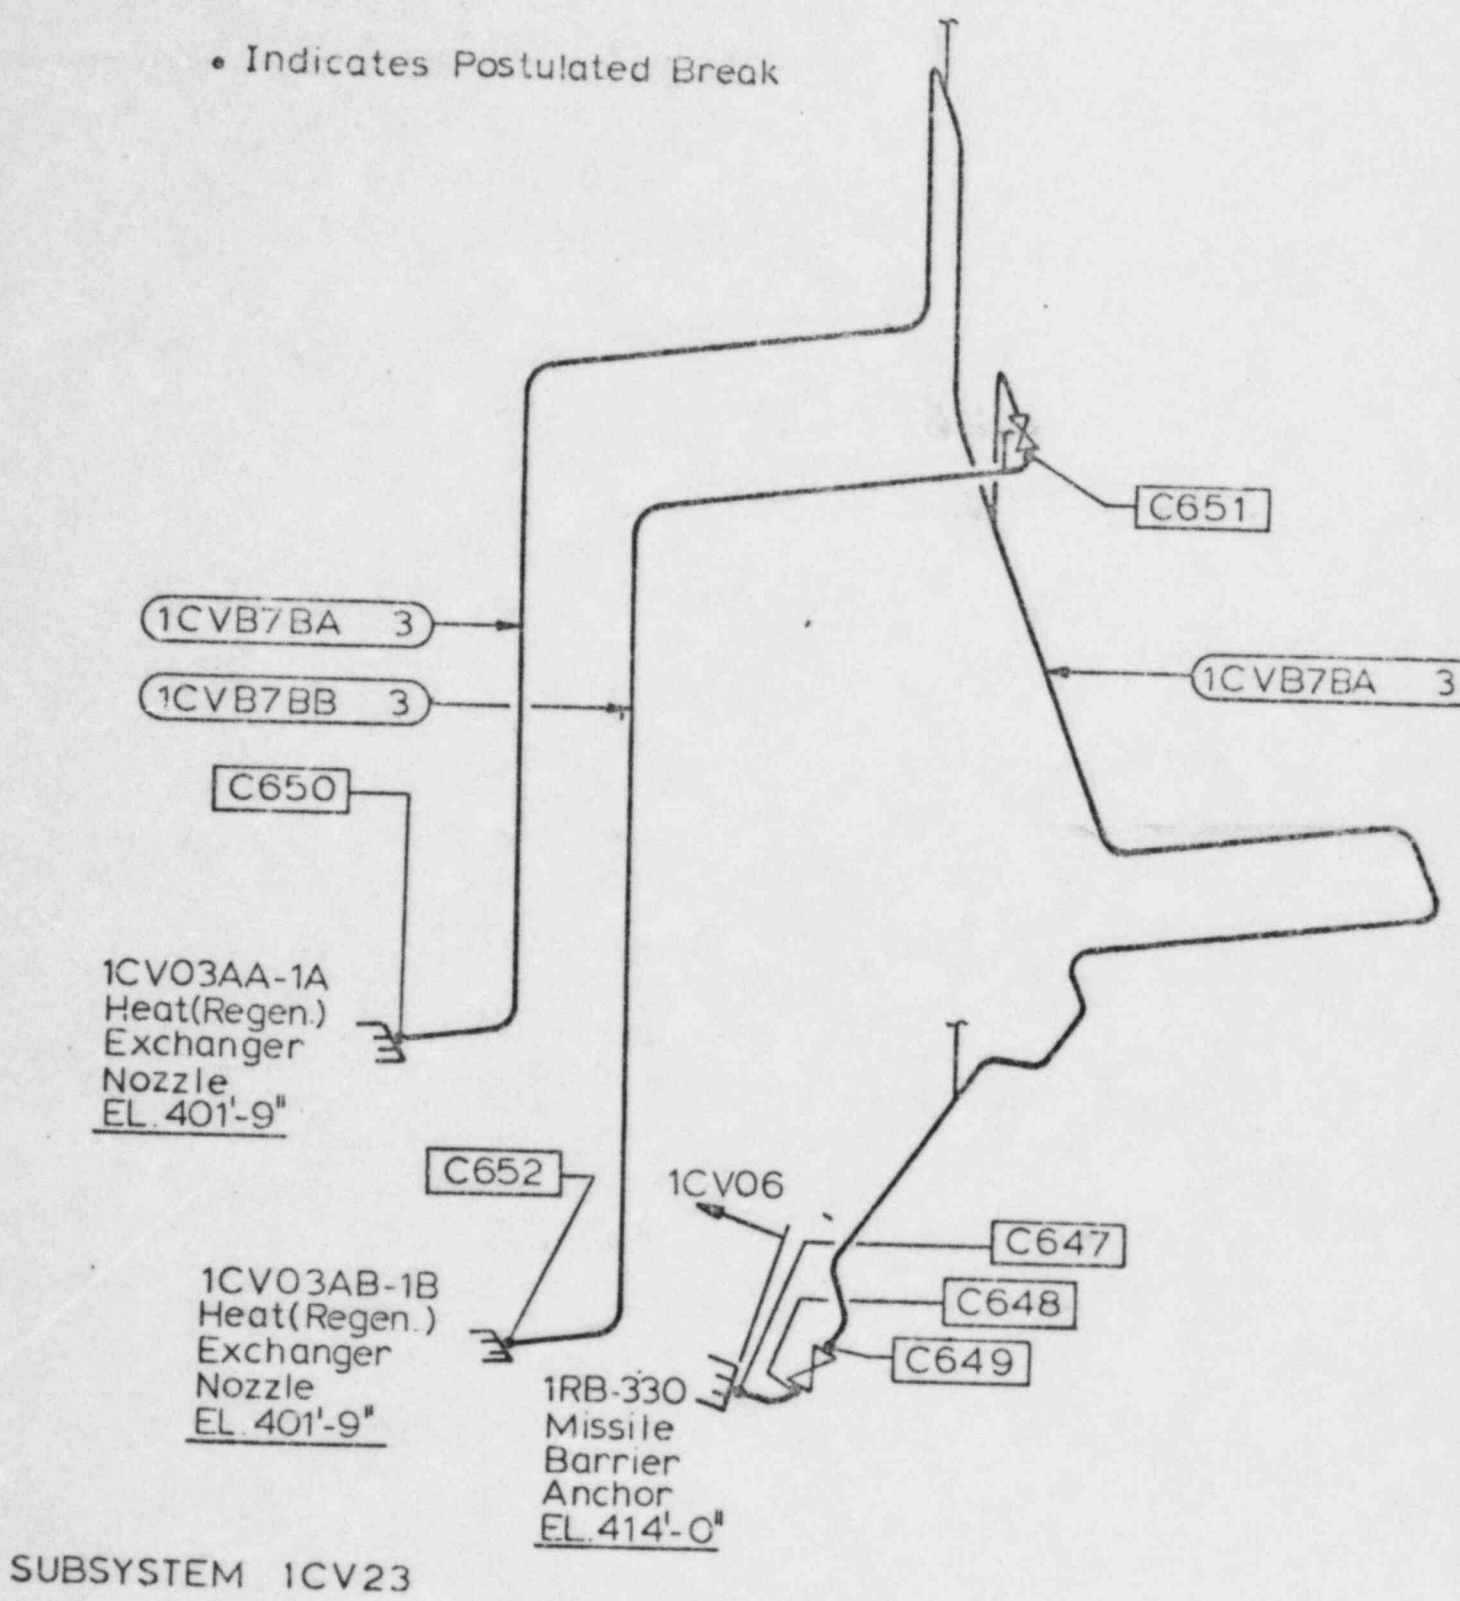 • Indicates Postulated Break
C651
1CVB7BA 3
1CVB7BB 3
1CVB7BA 3
C650
1CV03AA-1A
Heat(Regen.)
Exchanger
Nozzle
EL. 401'-9"
C652
1CV06
C647
1CV03AB-1B
Heat(Regen.)
Exchanger
Nozzle
EL. 401'-9"
C648
C649
1RB-330
Missile
Barrier
Anchor
EL. 414'-0"
SUBSYSTEM 1CV23